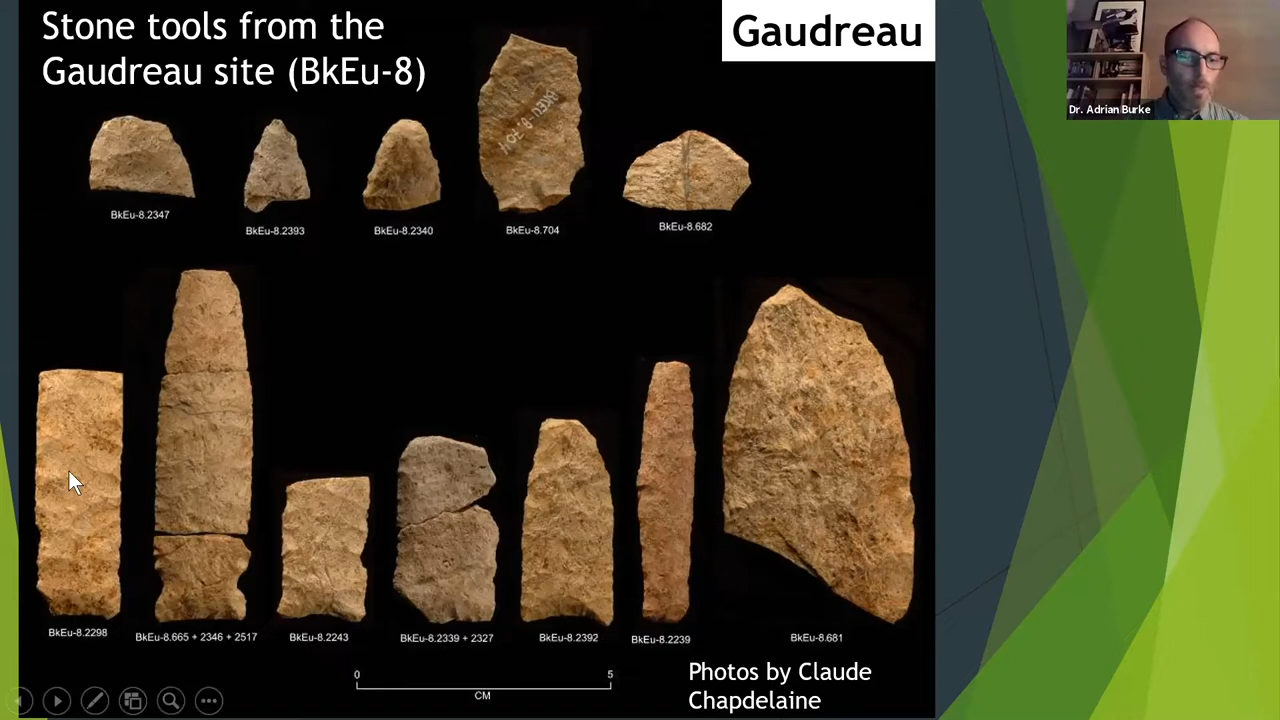 Stone tools from the
Gaudreau site (BkEu-8)
Gaudreau
Dr. Adrian Burke
BkEu-8-704
BkEu-8.2347
BkEu-8.2393
BkEu-8.2340
BkEu-8.704
BkEu-8.682
BkEu-8.2298
BkEu-8.665 + 2346 + 2517
BkEu-8.2243
BkEu-8.2339 + 2327
BkEu-8.2392
BkEu-8.2239
BkEu-8.681
0 5
CM
Photos by Claude
Chapdelaine